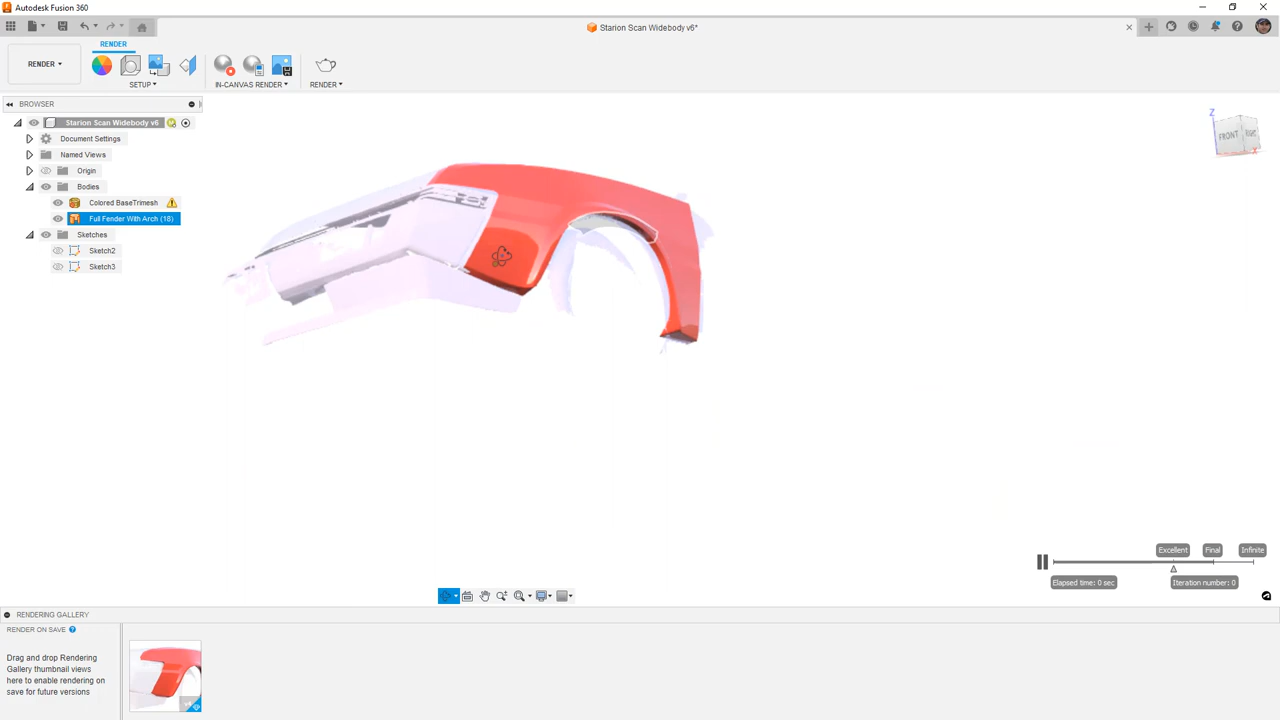 Autodesk Fusion 360
Starion Scan Widebody v6*
RENDER
RENDER
SETUP
IN-CANVAS RENDER
RENDER
BROWSER
Starion Scan Widebody v6
Document Settings
Named Views
Origin
Bodies
Colored BaseTrimesh
Full Fender With Arch (18)
Sketches
Sketch2
Sketch3
Z
FRONT
X
Excellent Final Infinite
Elapsed time: 0 sec Iteration number: 0
RENDERING GALLERY
RENDER ON SAVE
Drag and drop Rendering
Gallery thumbnail views
here to enable rendering on
save for future versions